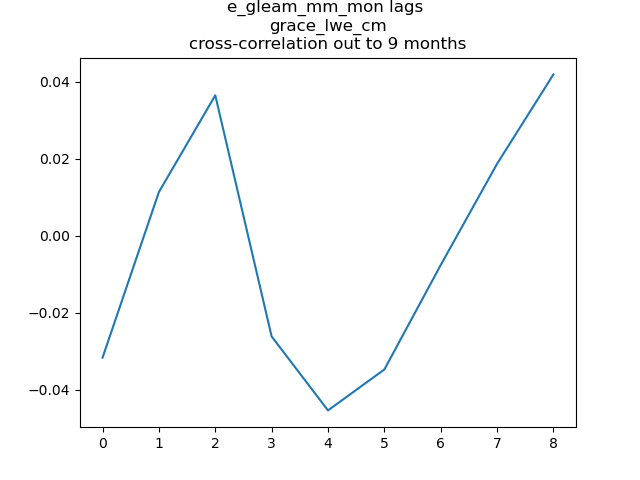 e_gleam_mm_mon lags
grace_lwe_cm
cross-correlation out to 9 months
0.04
0.02
0.00
−0.02
−0.04
0 1 2 3 4 5 6 7 8